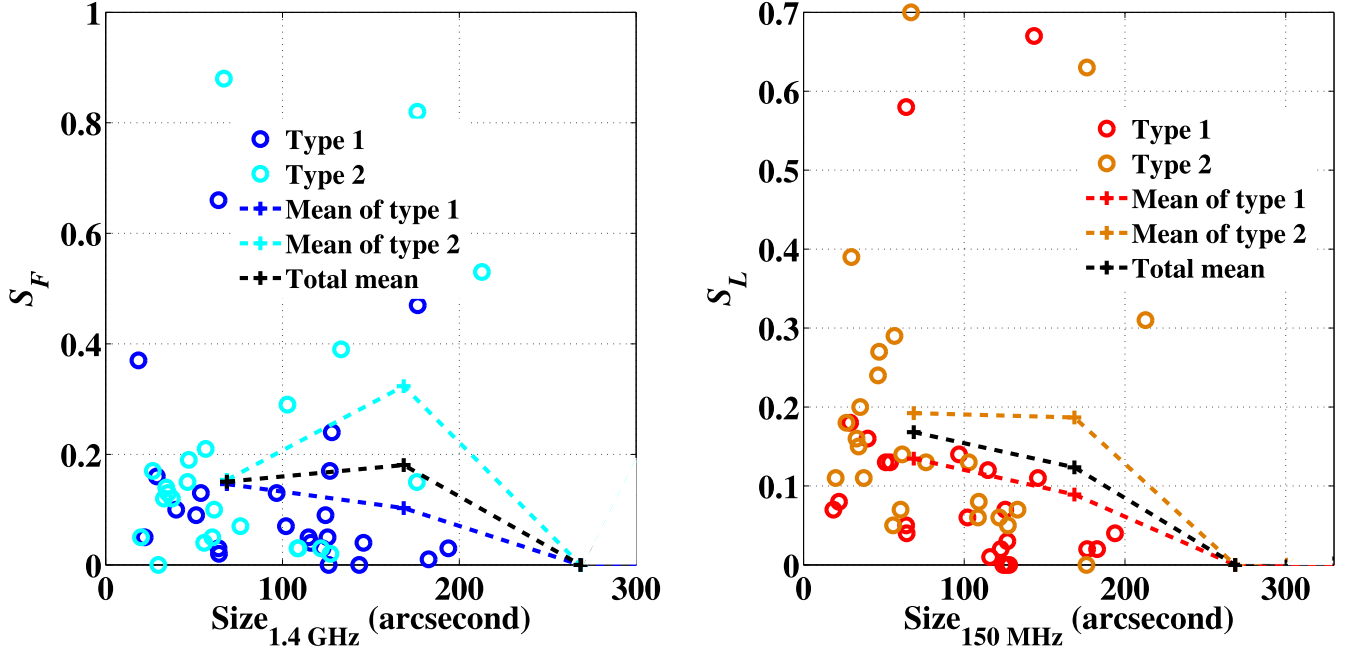 1
0.8
0.6
0.4
0.2
0
0
100
200
300
S_F
Size_1.4 GHz (arcsecond)
Type 1
Type 2
Mean of type 1
Mean of type 2
Total mean
0.7
0.6
0.5
0.4
0.3
0.2
0.1
0
0
100
200
300
S_L
Size_150 MHz (arcsecond)
Type 1
Type 2
Mean of type 1
Mean of type 2
Total mean